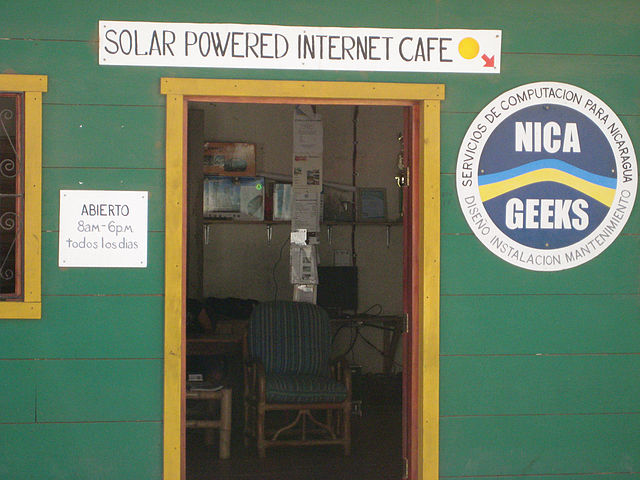 SOLAR POWERED INTERNET CAFE
ABIERTO
8am-6pm
todos los dias
SERVICIOS DE COMPUTACION PARA NICARAGUA
NICA
GEEKS
DISEÑO INSTALACION MANTENIMIENTO